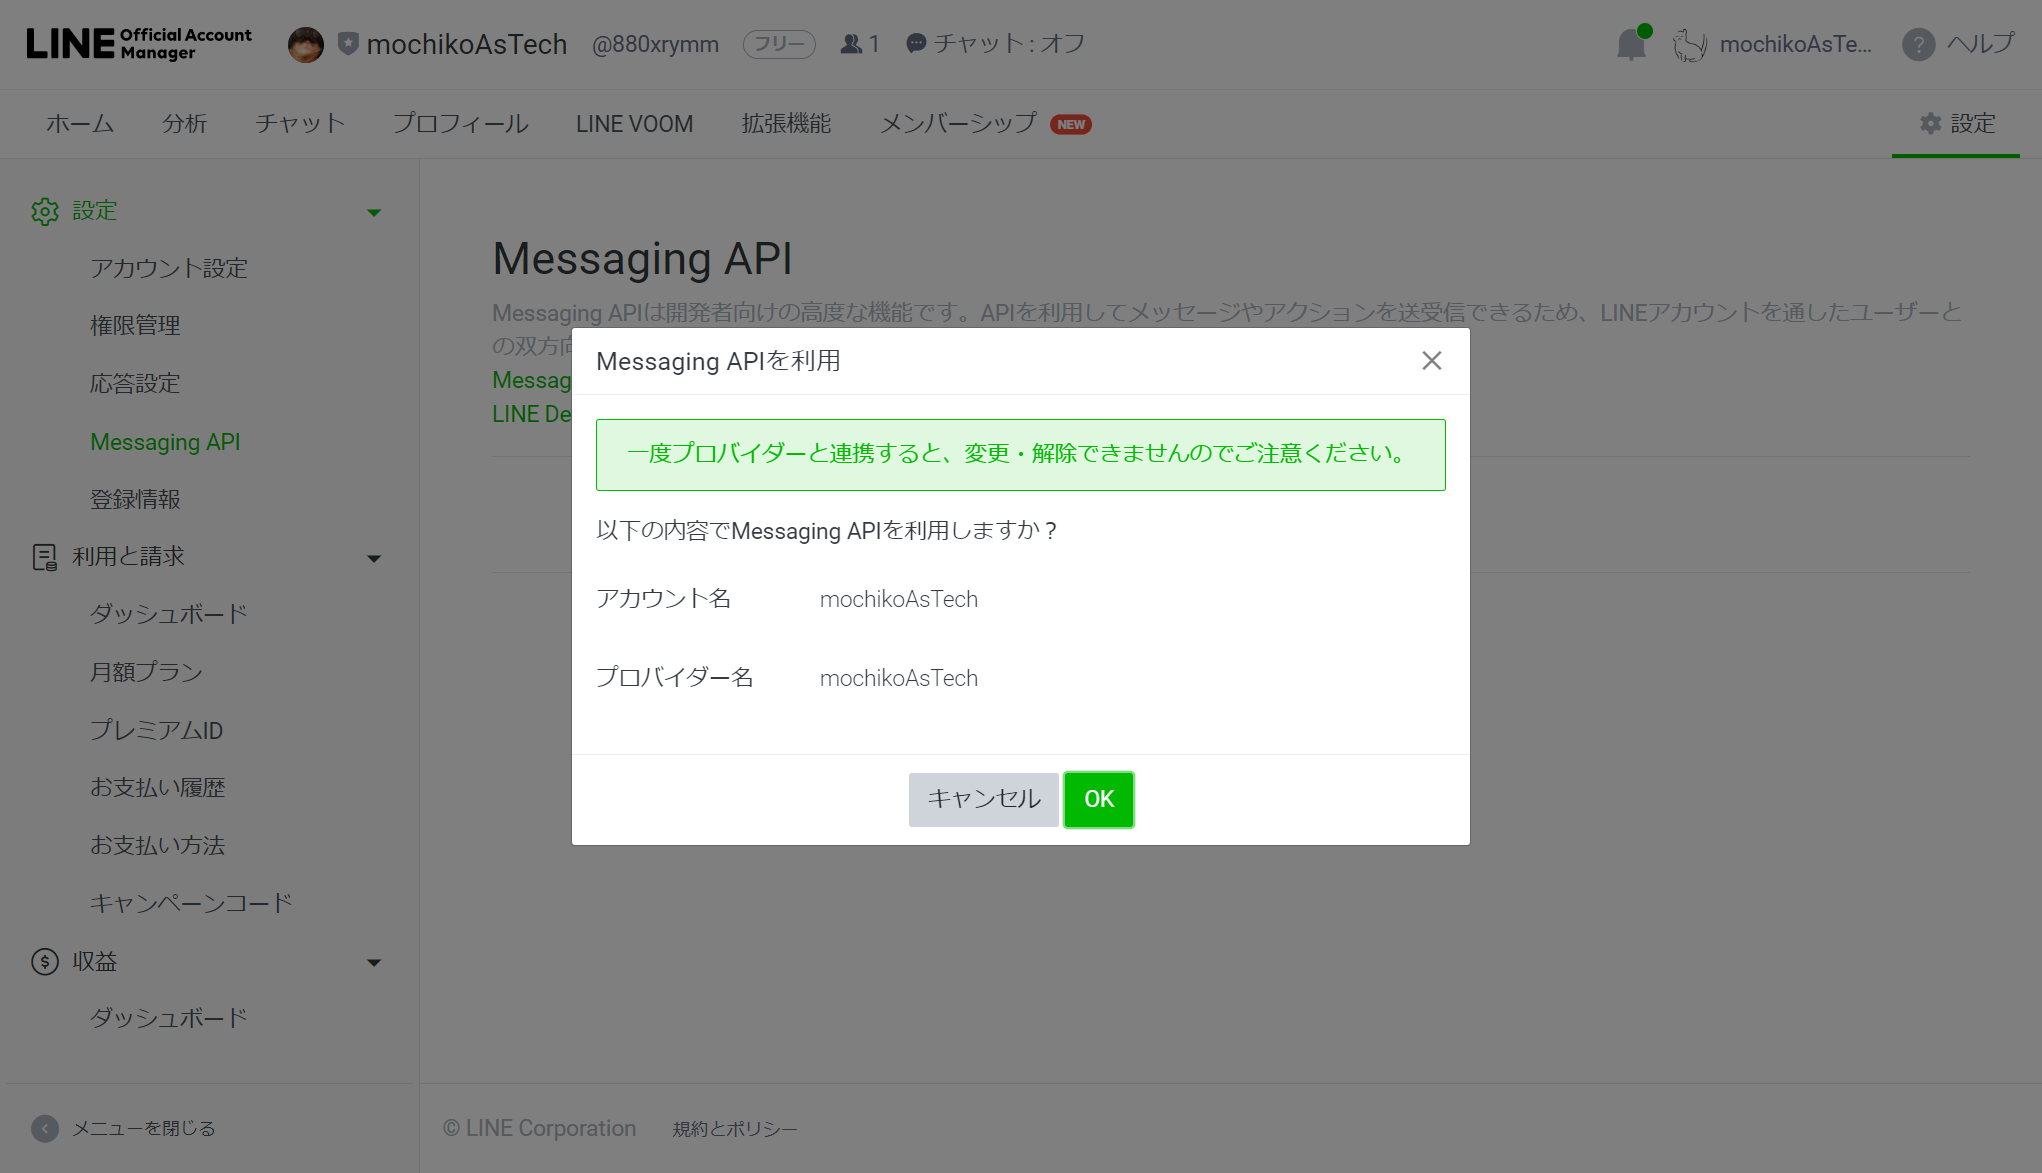 LINE Official Account Manager
mochikoAsTech @880xrymm フリー 1 チャット : オフ
mochikoAsTe... ? ヘルプ
ホーム 分析 チャット プロフィール LINE VOOM 拡張機能 メンバーシップ NEW 設定
設定
アカウント設定
権限管理
応答設定
Messaging API
登録情報
利用と請求
ダッシュボード
月額プラン
プレミアムID
お支払い履歴
お支払い方法
キャンペーンコード
収益
ダッシュボード
メニューを閉じる
Messaging API
Messaging APIは開発者向けの高度な機能です。APIを利用してメッセージやアクションを送受信できるため、LINEアカウントを通したユーザーと
の双方向
Messag
LINE De
Messaging APIを利用
一度プロバイダーと連携すると、変更・解除できませんのでご注意ください。
以下の内容でMessaging APIを利用しますか？
アカウント名 mochikoAsTech
プロバイダー名 mochikoAsTech
キャンセル OK
© LINE Corporation 規約とポリシー